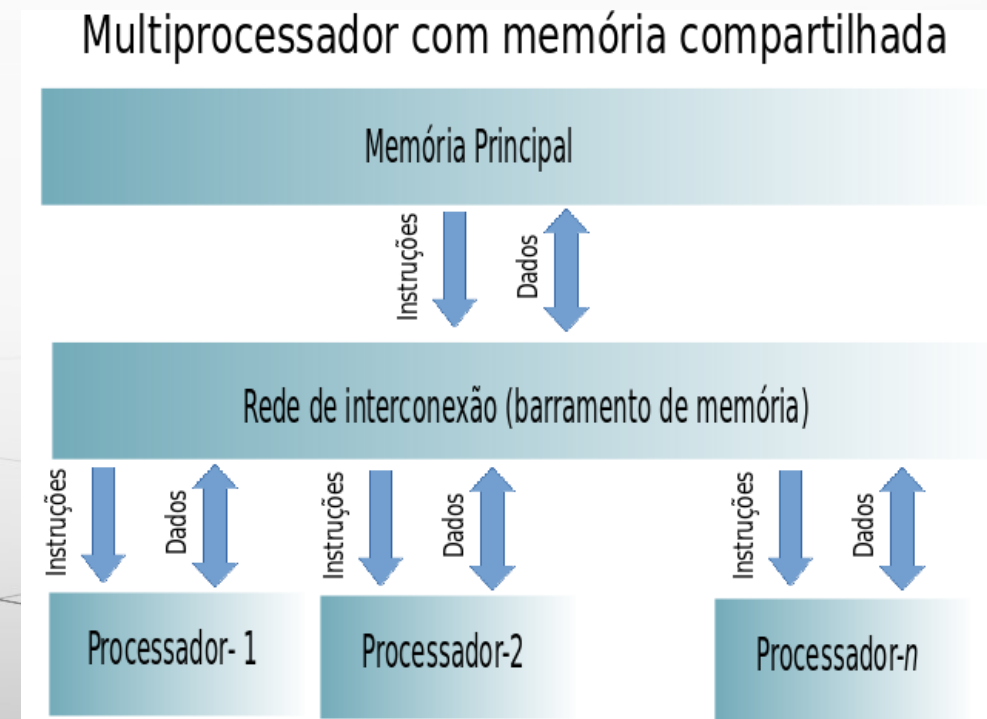 Multiprocessador com memória compartilhada
Memória Principal
Instruções
Dados
Rede de interconexão (barramento de memória)
Instruções
Dados
Instruções
Dados
Instruções
Dados
Processador- 1
Processador-2
Processador-n